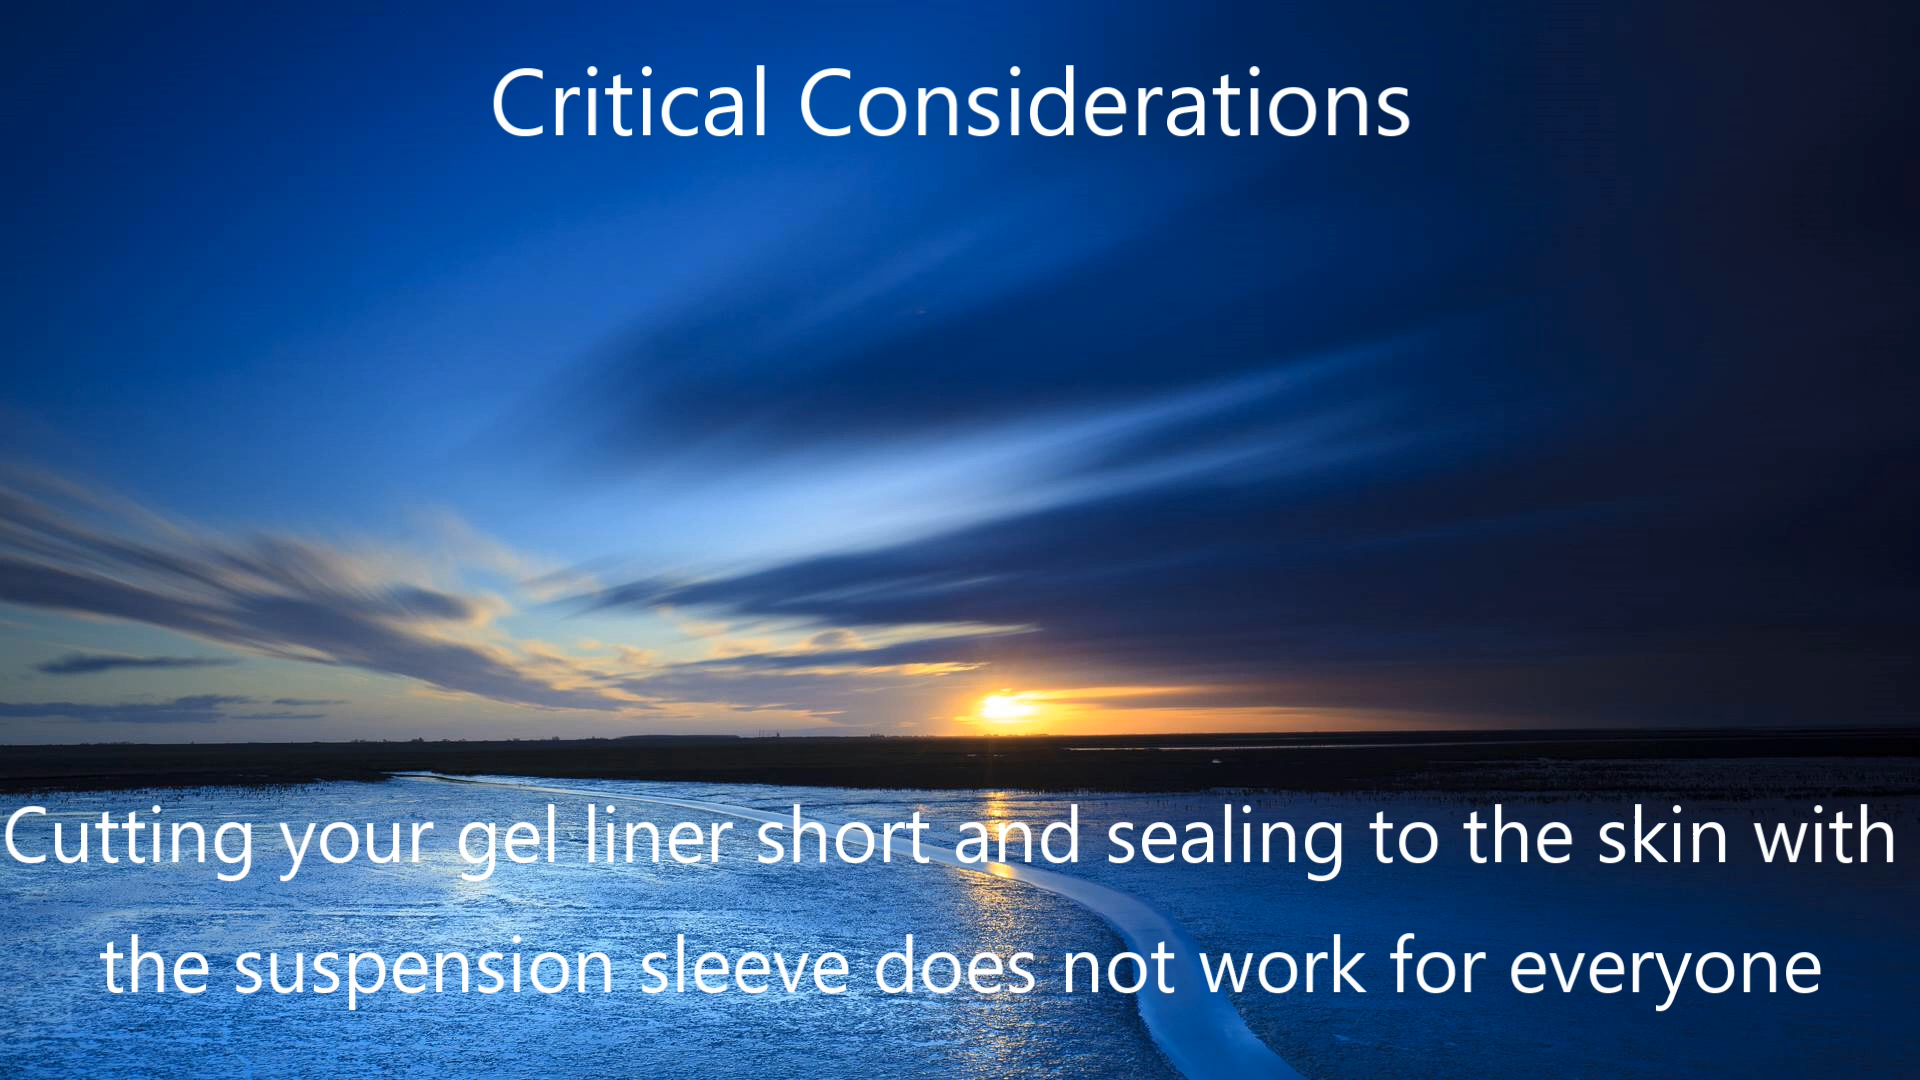 Critical Considerations
Cutting your gel liner short and sealing to the skin with
the suspension sleeve does not work for everyone